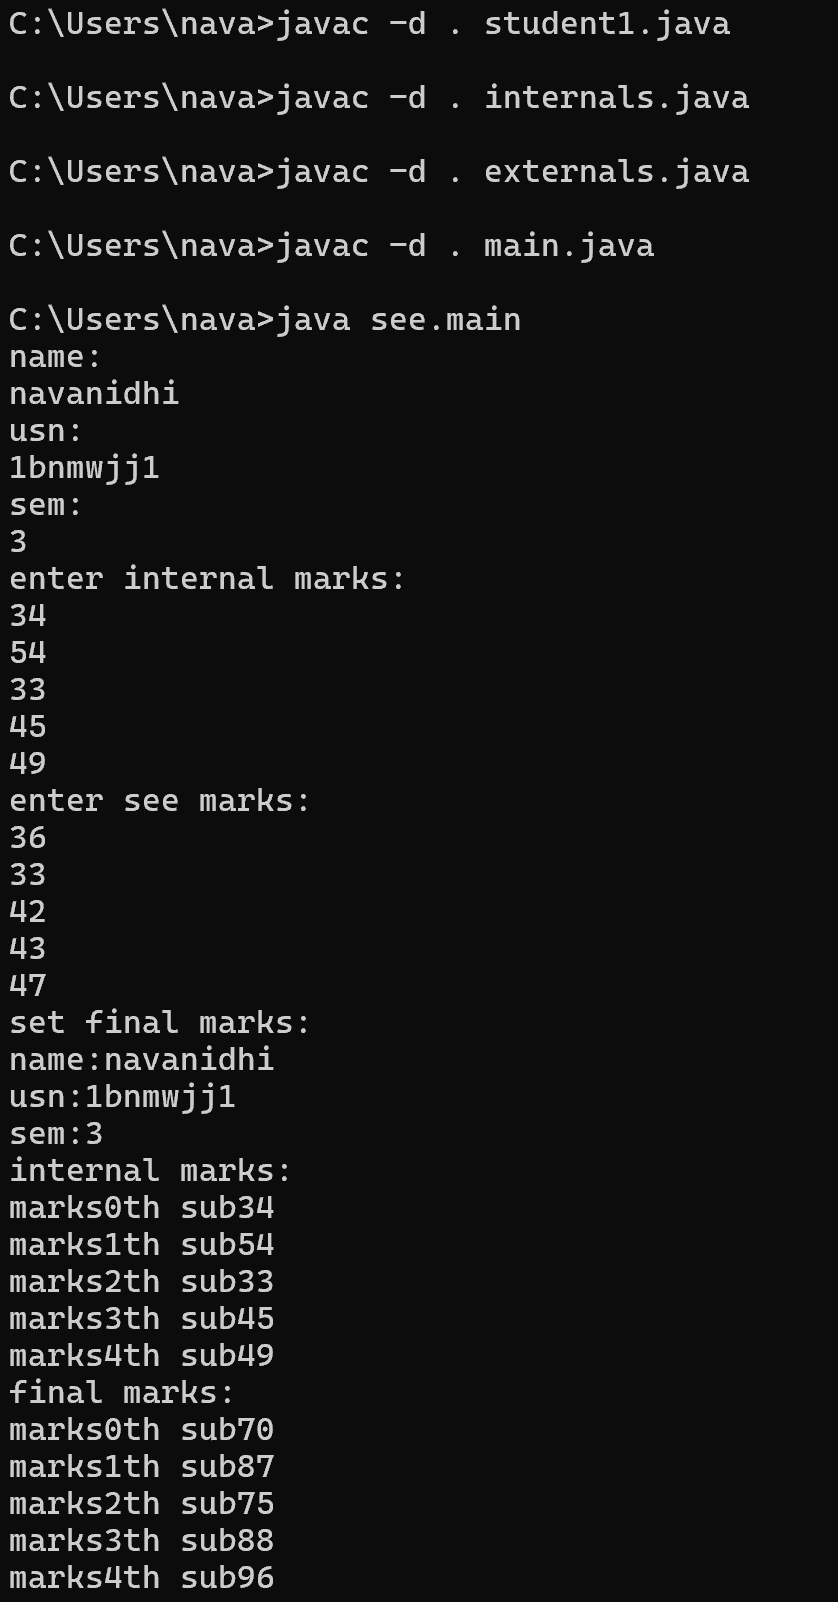 C:\Users\nava>javac -d . student1.java
C:\Users\nava>javac -d . internals.java
C:\Users\nava>javac -d . externals.java
C:\Users\nava>javac -d . main.java
C:\Users\nava>java see.main
name:
navanidhi
usn:
1bnmwjj1
sem:
3
enter internal marks:
34
54
33
45
49
enter see marks:
36
33
42
43
47
set final marks:
name:navanidhi
usn:1bnmwjj1
sem:3
internal marks:
marks0th sub34
marks1th sub54
marks2th sub33
marks3th sub45
marks4th sub49
final marks:
marks0th sub70
marks1th sub87
marks2th sub75
marks3th sub88
marks4th sub96